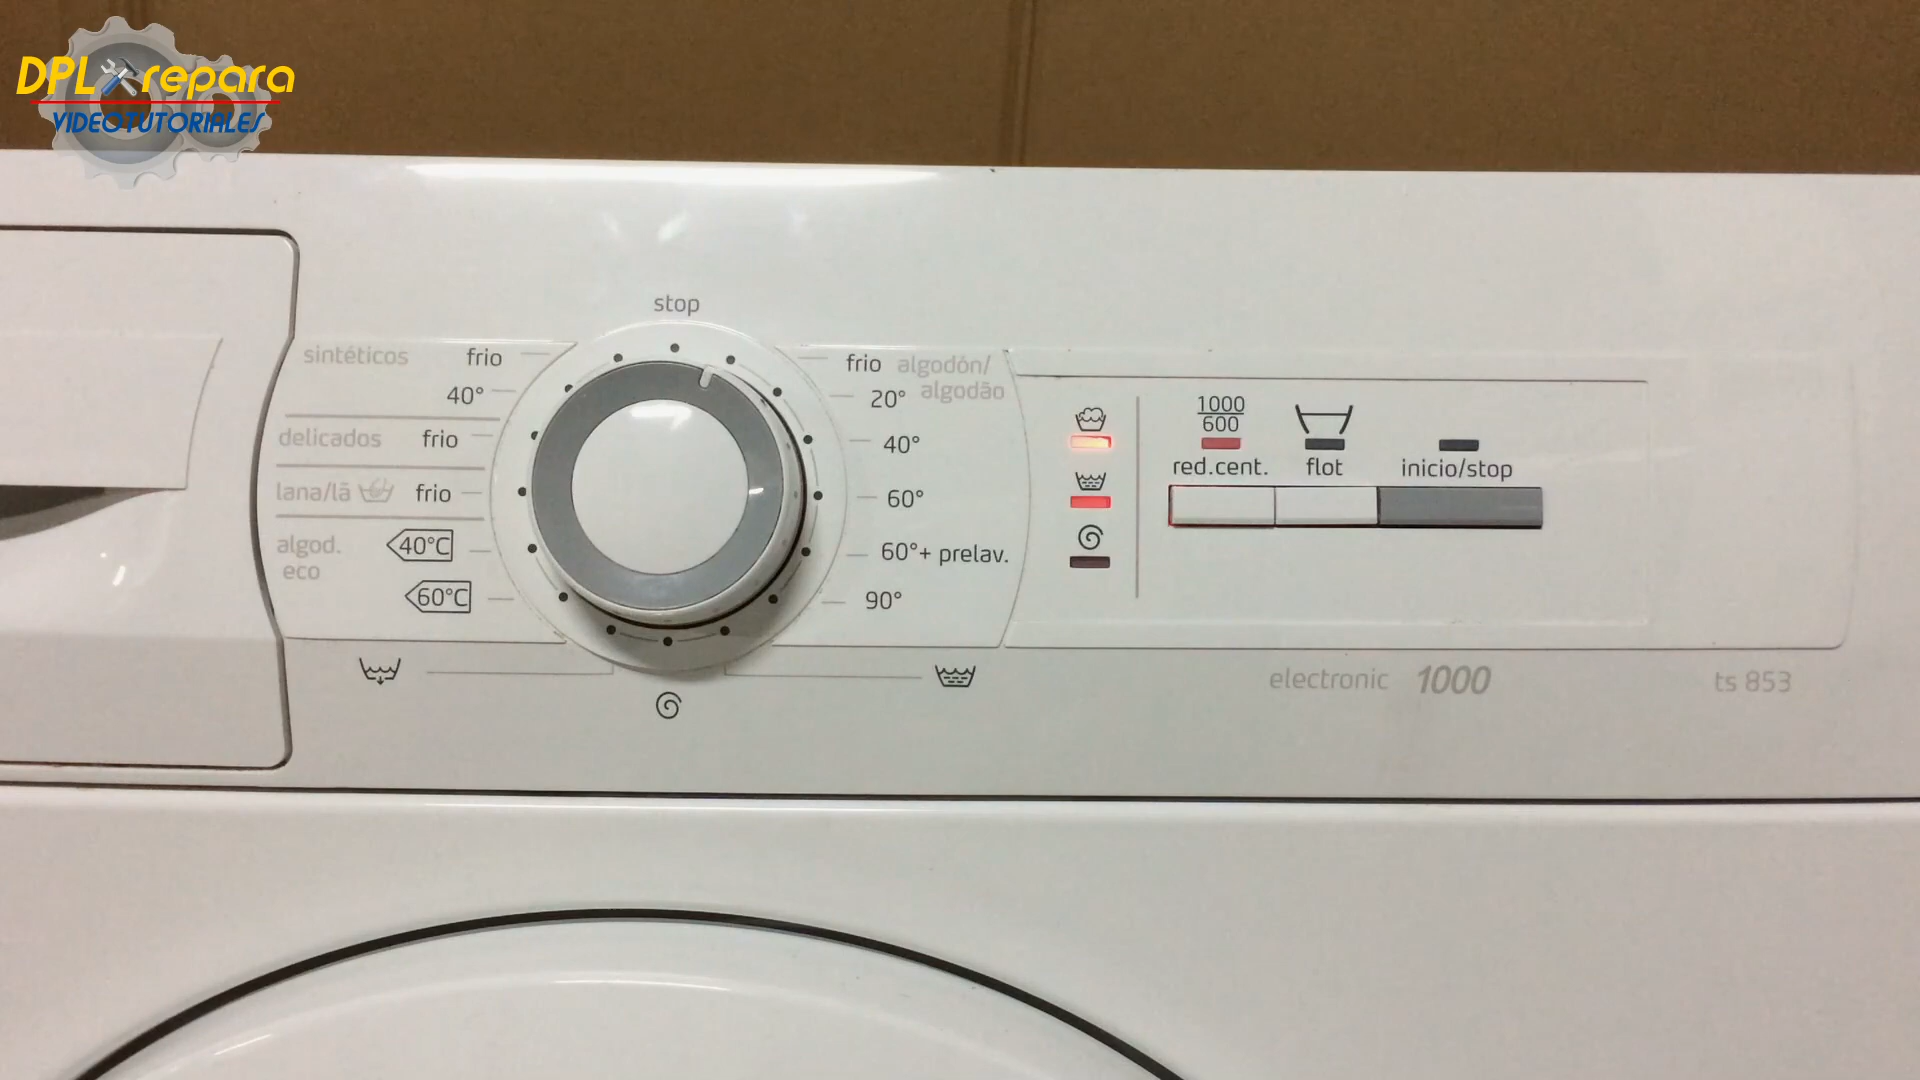 DPL repara
VIDEOTUTORIALES
stop
sintéticos frio
40°
delicados frio
lana/lã frio
algod. eco 40°C
60°C
frio algodón/
algodão
20°
40°
60°
60°+ prelav.
90°
1000
600
red.cent. flot inicio/stop
electronic 1000
ts 853